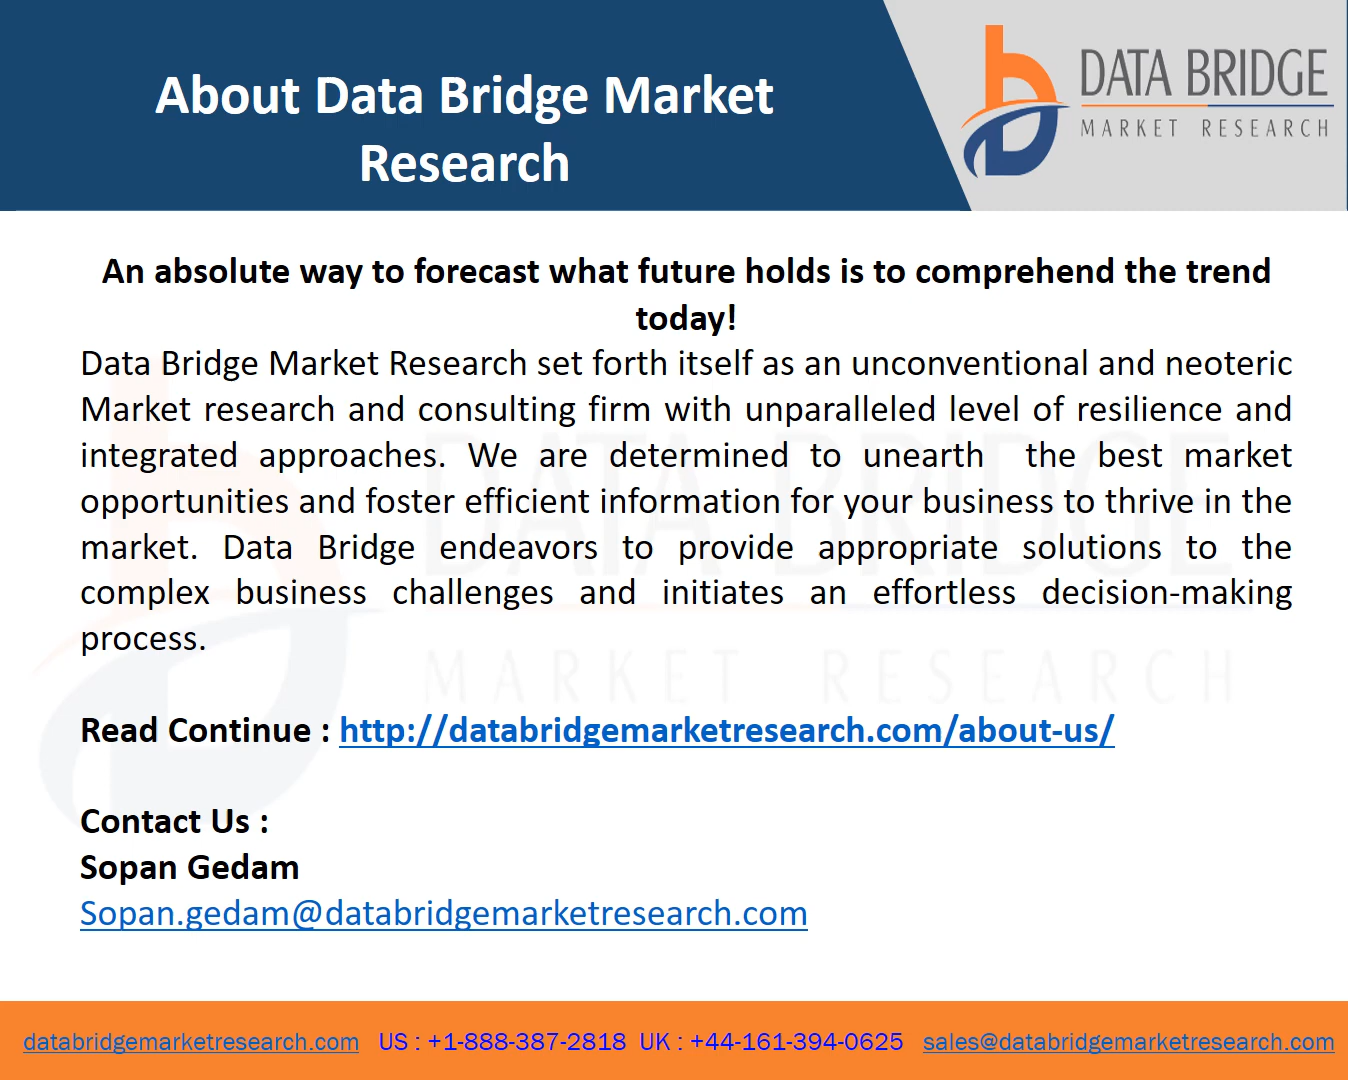 About Data Bridge Market
Research
DATA BRIDGE
MARKET RESEARCH
An absolute way to forecast what future holds is to comprehend the trend
today!
Data Bridge Market Research set forth itself as an unconventional and neoteric
Market research and consulting firm with unparalleled level of resilience and
integrated approaches. We are determined to unearth the best market
opportunities and foster efficient information for your business to thrive in the
market. Data Bridge endeavors to provide appropriate solutions to the
complex business challenges and initiates an effortless decision-making
process.
DATA BRIDGE
MARKET RESEARCH
Read Continue : http://databridgemarketresearch.com/about-us/
Contact Us :
Sopan Gedam
Sopan.gedam@databridgemarketresearch.com
databridgemarketresearch.com US : +1-888-387-2818 UK : +44-161-394-0625 sales@databridgemarketresearch.com